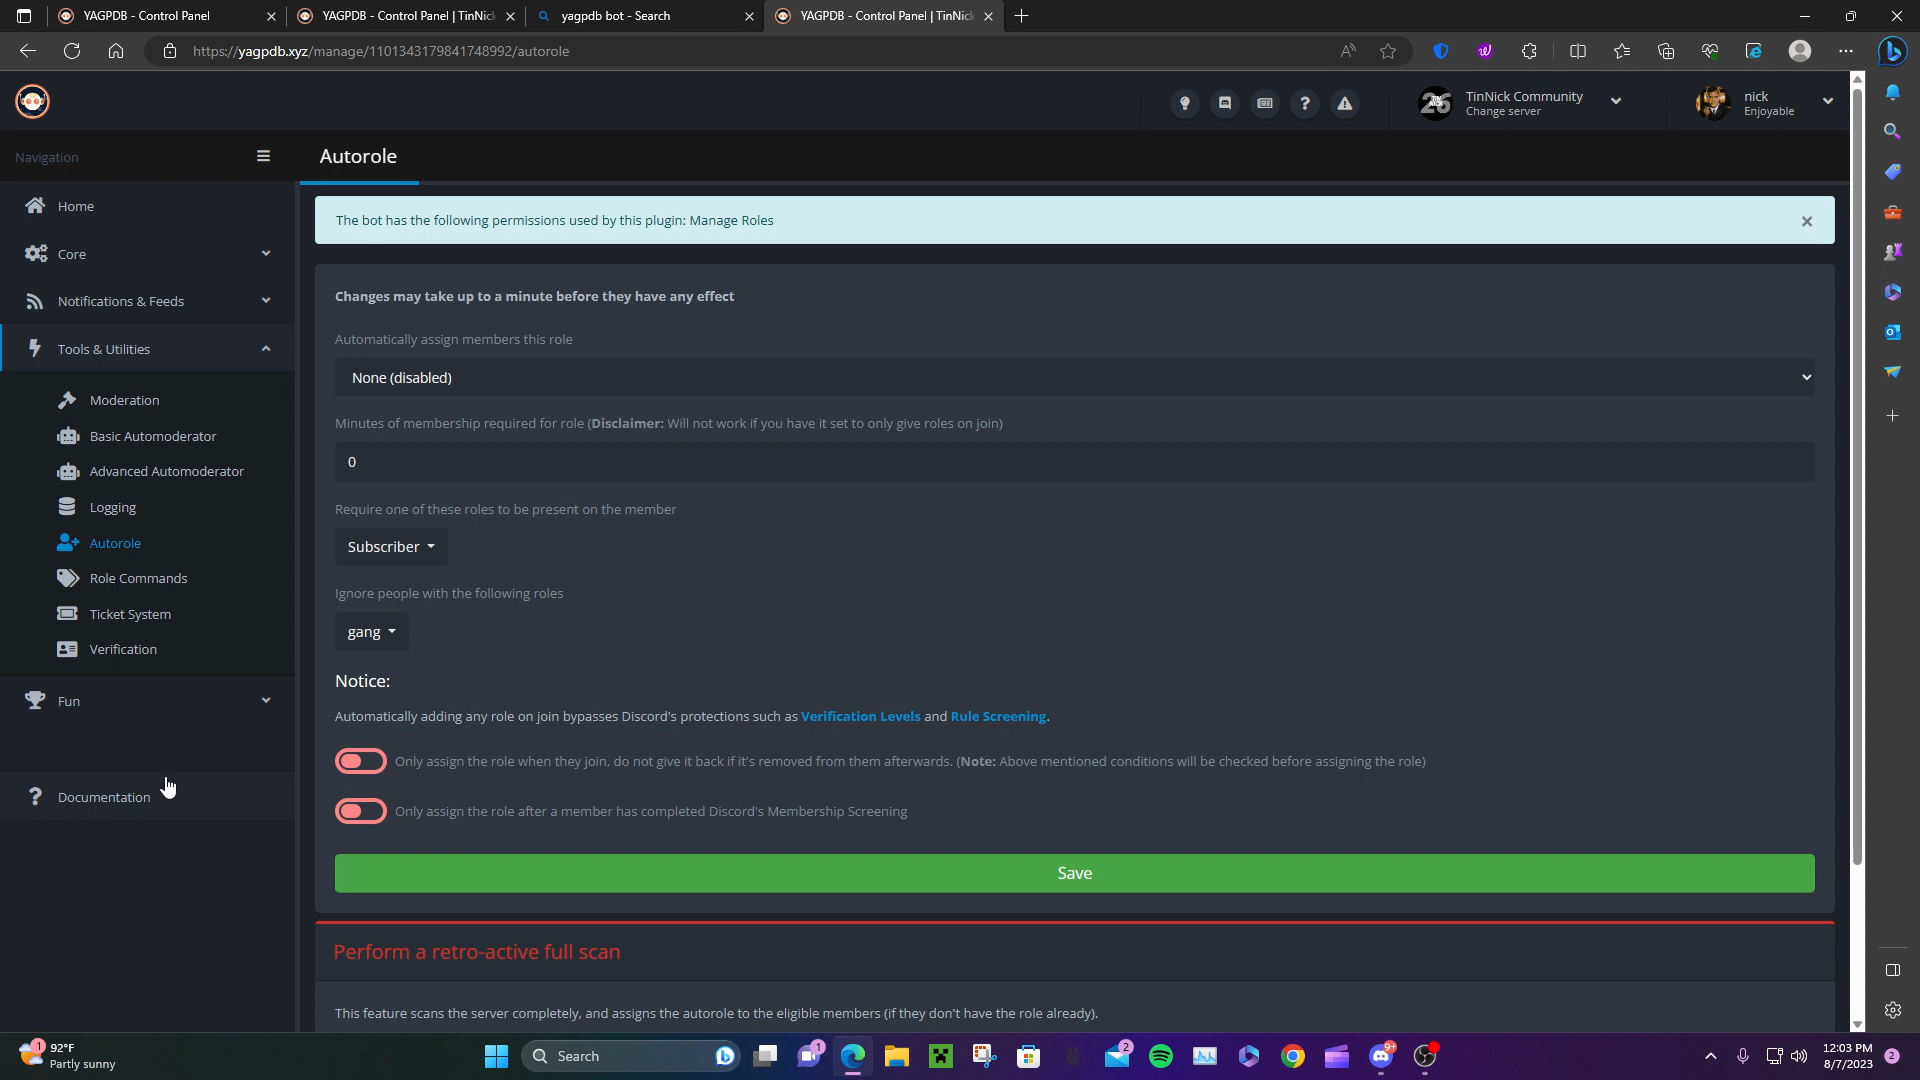 YAGPDB - Control Panel
YAGPDB - Control Panel | TinNick
yagpdb bot - Search
YAGPDB - Control Panel | TinNick
https://yagpdb.xyz/manage/1101343179841748992/autorole
TinNick Community
Change server
nick
Enjoyable
Navigation
Autorole
Home
Core
Notifications & Feeds
Tools & Utilities
Moderation
Basic Automoderator
Advanced Automoderator
Logging
Autorole
Role Commands
Ticket System
Verification
Fun
Documentation
The bot has the following permissions used by this plugin: Manage Roles
Changes may take up to a minute before they have any effect
Automatically assign members this role
None (disabled)
Minutes of membership required for role (Disclaimer: Will not work if you have it set to only give roles on join)
0
Require one of these roles to be present on the member
Subscriber
Ignore people with the following roles
gang
Notice:
Automatically adding any role on join bypasses Discord's protections such as Verification Levels and Rule Screening.
Only assign the role when they join, do not give it back if it's removed from them afterwards. (Note: Above mentioned conditions will be checked before assigning the role)
Only assign the role after a member has completed Discord's Membership Screening
Save
Perform a retro-active full scan
This feature scans the server completely, and assigns the autorole to the eligible members (if they don't have the role already).
1
92°F
Partly sunny
Search
1
2
9+
12:03 PM
8/7/2023
2